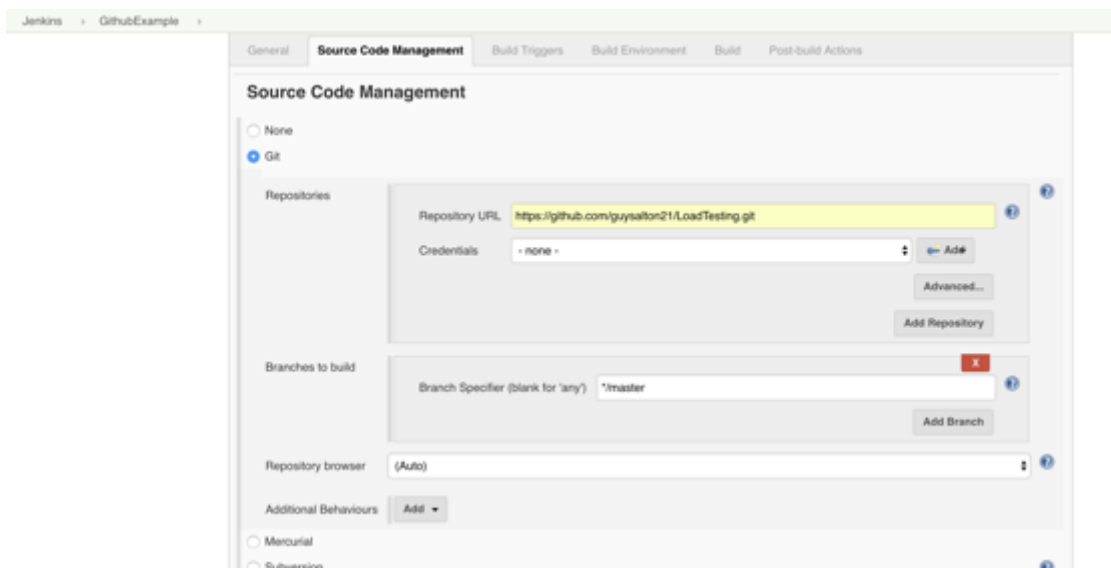 Jenkins › GithubExample ›
General Source Code Management Build Triggers Build Environment Build Post-build Actions
Source Code Management
None
Git
Repositories
Repository URL https://github.com/guysalton21/LoadTesting.git
Credentials - none - Add
Advanced...
Add Repository
Branches to build
X
Branch Specifier (blank for 'any') */master
Add Branch
Repository browser (Auto)
Additional Behaviours Add
Mercurial
Subversion